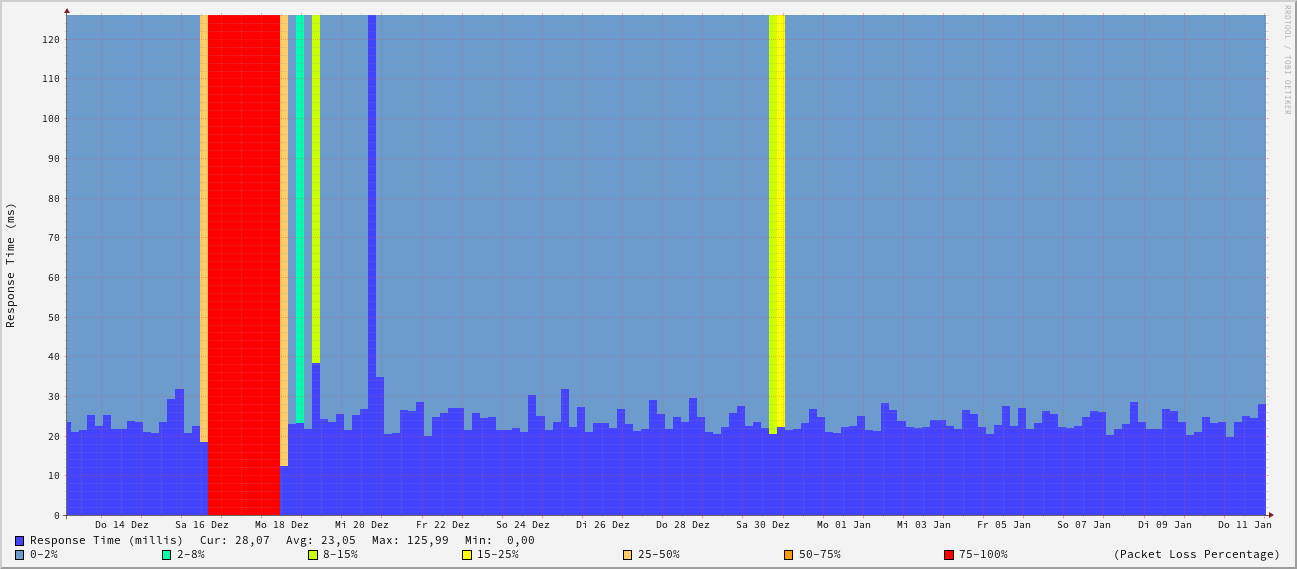 RRDTOOL / TOBI OETIKER
Response Time (ms)
120
110
100
90
80
70
60
50
40
30
20
10
0
Do 14 Dez Sa 16 Dez Mo 18 Dez Mi 20 Dez Fr 22 Dez So 24 Dez Di 26 Dez Do 28 Dez Sa 30 Dez Mo 01 Jan Mi 03 Jan Fr 05 Jan So 07 Jan Di 09 Jan Do 11 Jan
Response Time (millis) Cur: 28,07 Avg: 23,05 Max: 125,99 Min: 0,00
0-2% 2-8% 8-15% 15-25% 25-50% 50-75% 75-100% (Packet Loss Percentage)